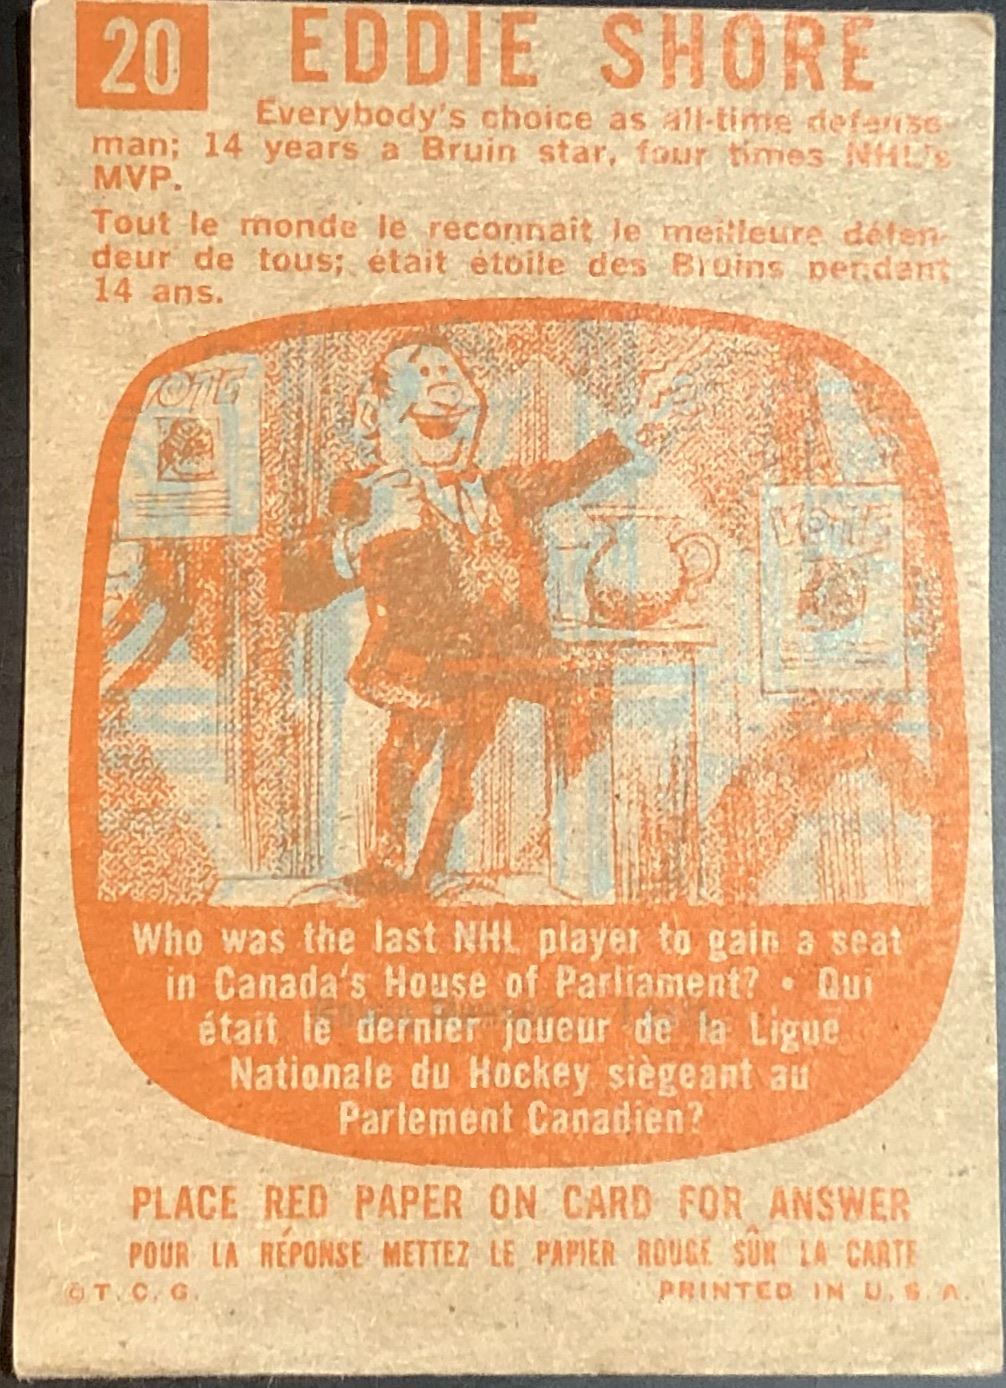 20
EDDIE SHORE
Everybody's choice as all-time defense-
man; 14 years a Bruin star, four times NHL's
MVP.
Tout le monde le reconnaît le meilleure défen-
deur de tous; était étoile des Bruins pendant
14 ans.
VOTE
VOTE
Who was the last NHL player to gain a seat
in Canada's House of Parliament? • Qui
était le dernier joueur de la Ligue
Nationale du Hockey siègeant au
Parlement Canadien?
PLACE RED PAPER ON CARD FOR ANSWER
POUR LA RÉPONSE METTEZ LE PAPIER ROUGE SÛR LA CARTE
© T. C. G.
PRINTED IN U. S. A.